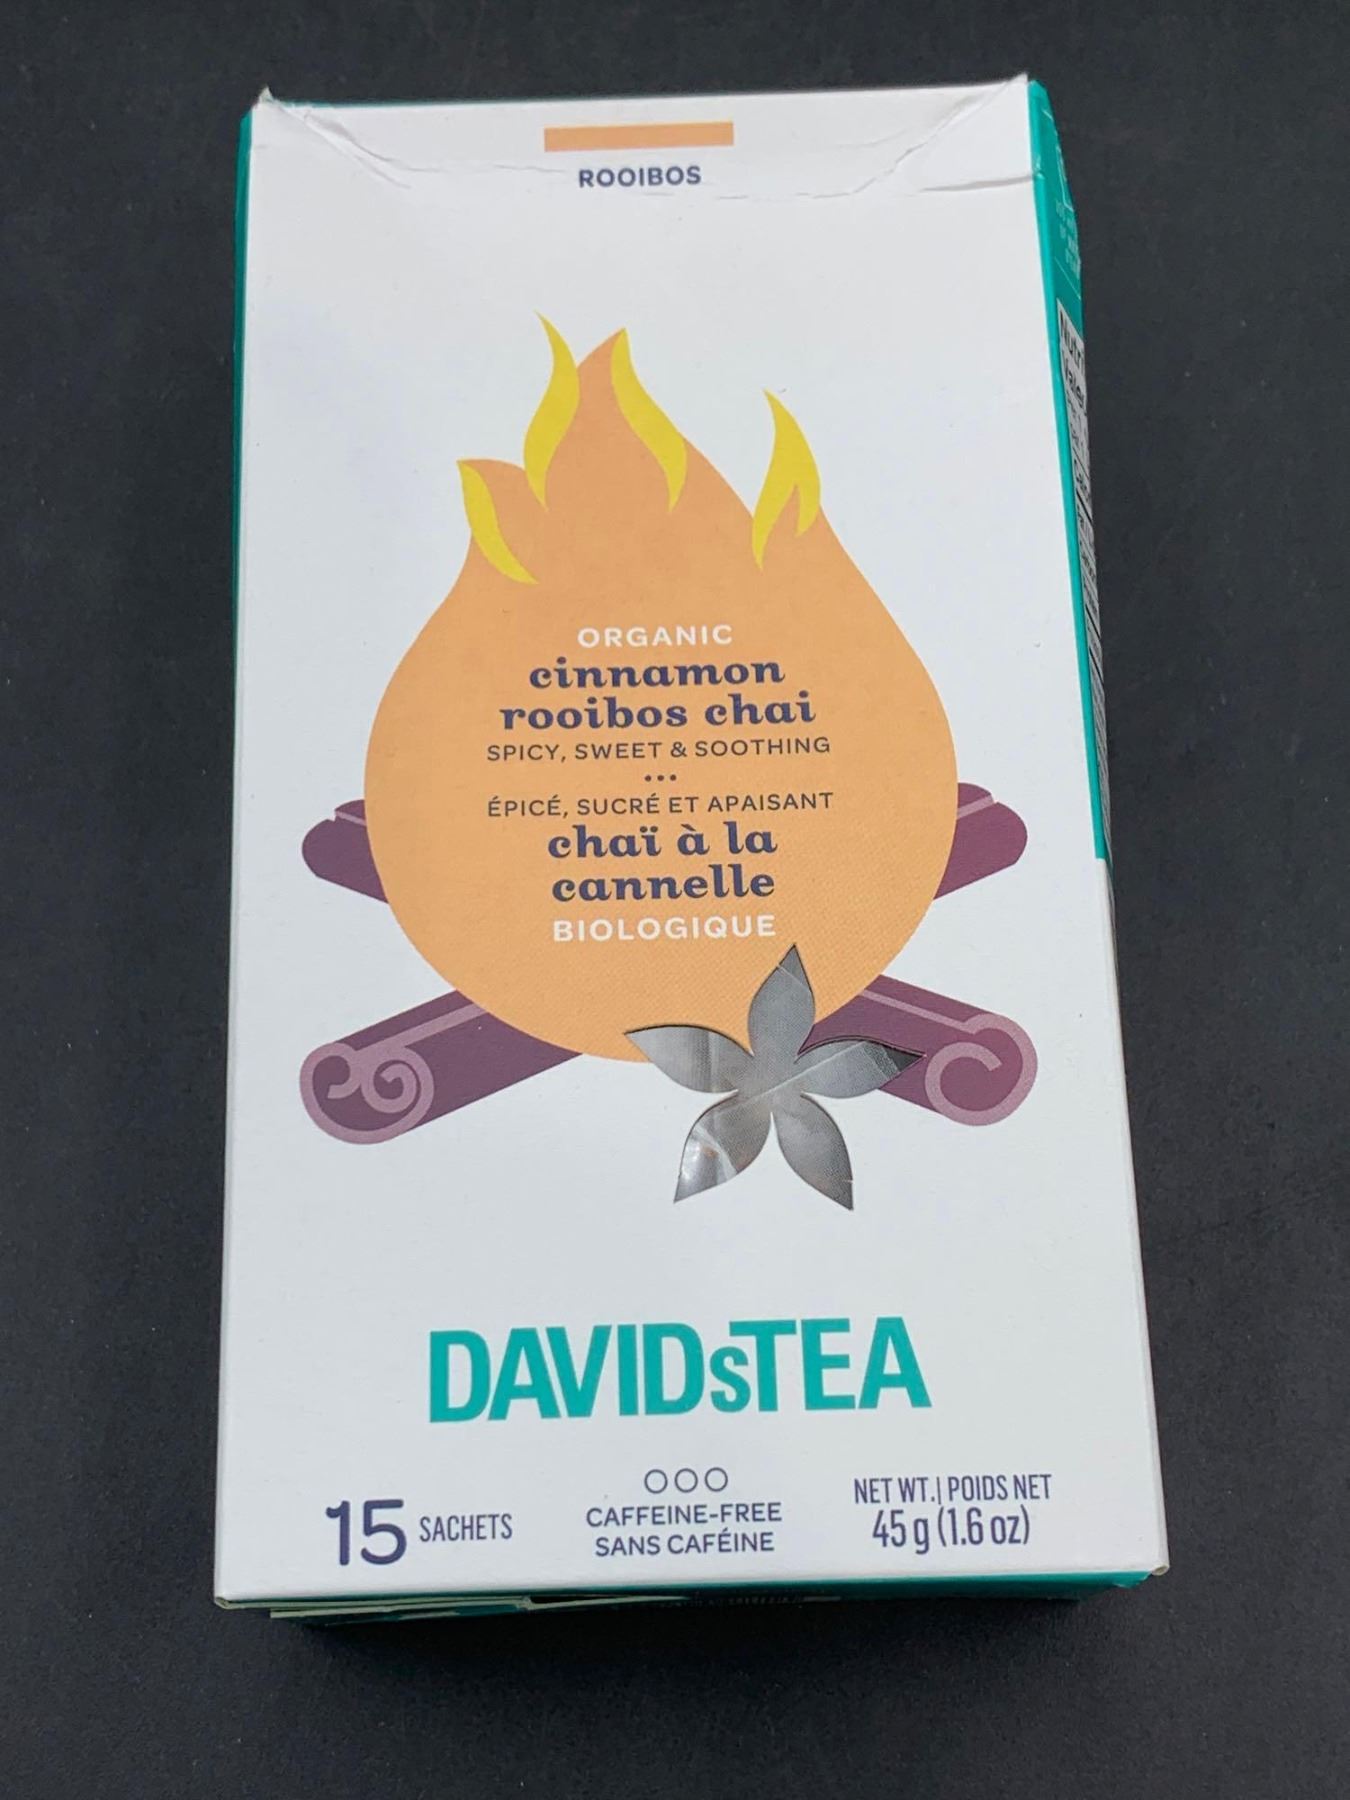 ROOIBOS
ORGANIC
cinnamon
rooibos chai
SPICY, SWEET & SOOTHING
...
ÉPICÉ, SUCRÉ ET APAISANT
chaï à la
cannelle
BIOLOGIQUE
DAVIDsTEA
15 SACHETS
CAFFEINE-FREE
SANS CAFÉINE
NET WT. | POIDS NET
45 g (1.6 oz)